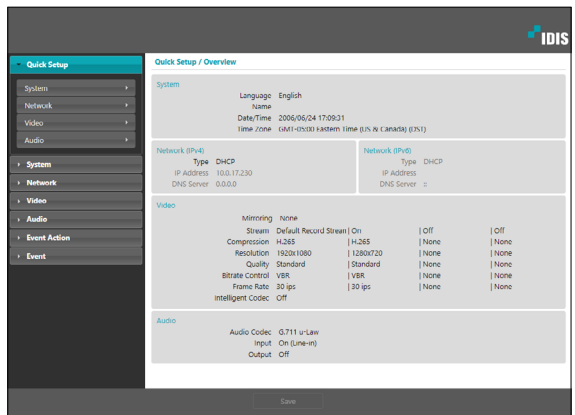 IDIS
Quick Setup
Quick Setup / Overview
System
Network
Video
Audio
System
Network
Video
Audio
Event Action
Event
System
Language English
Name
Date/Time 2006/06/24 17:09:31
Time Zone GMT-05:00 Eastern Time (US & Canada) (DST)
Network (IPv4)
Type DHCP
IP Address 10.0.17.230
DNS Server 0.0.0.0
Network (IPv6)
Type DHCP
IP Address
DNS Server ::
Video
Mirroring None
Stream Default Record Stream | On | Off | Off
Compression H.265 | H.265 | None | None
Resolution 1920x1080 | 1280x720 | None | None
Quality Standard | Standard | None | None
Bitrate Control VBR | VBR | None | None
Frame Rate 30 ips | 30 ips | None | None
Intelligent Codec Off
Audio
Audio Codec G.711 u-Law
Input On (Line-in)
Output Off
Save